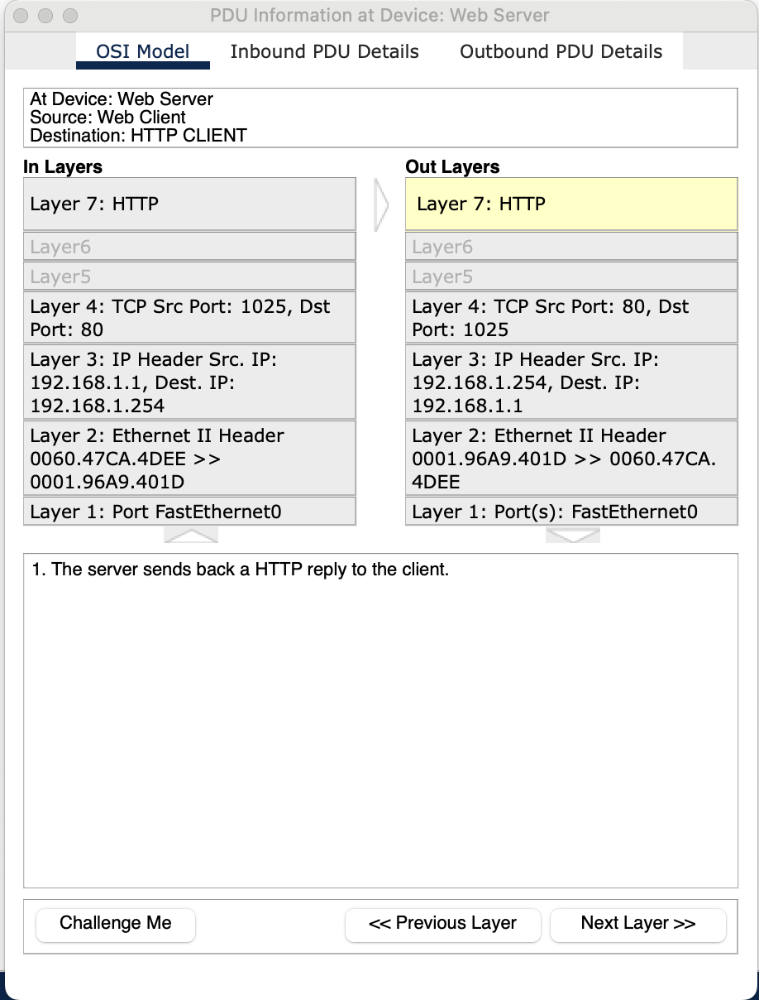 PDU Information at Device: Web Server
OSI Model
Inbound PDU Details
Outbound PDU Details
At Device: Web Server
Source: Web Client
Destination: HTTP CLIENT
In Layers
Layer 7: HTTP
Layer6
Layer5
Layer 4: TCP Src Port: 1025, Dst
Port: 80
Layer 3: IP Header Src. IP:
192.168.1.1, Dest. IP:
192.168.1.254
Layer 2: Ethernet II Header
0060.47CA.4DEE >>
0001.96A9.401D
Layer 1: Port FastEthernet0
Out Layers
Layer 7: HTTP
Layer6
Layer5
Layer 4: TCP Src Port: 80, Dst
Port: 1025
Layer 3: IP Header Src. IP:
192.168.1.254, Dest. IP:
192.168.1.1
Layer 2: Ethernet II Header
0001.96A9.401D >> 0060.47CA.
4DEE
Layer 1: Port(s): FastEthernet0
1. The server sends back a HTTP reply to the client.
Challenge Me
<< Previous Layer
Next Layer >>